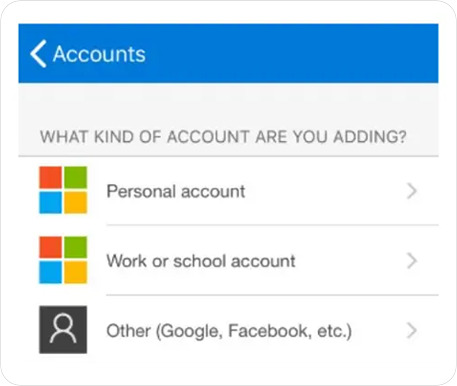 Accounts
WHAT KIND OF ACCOUNT ARE YOU ADDING?
Personal account
Work or school account
Other (Google, Facebook, etc.)